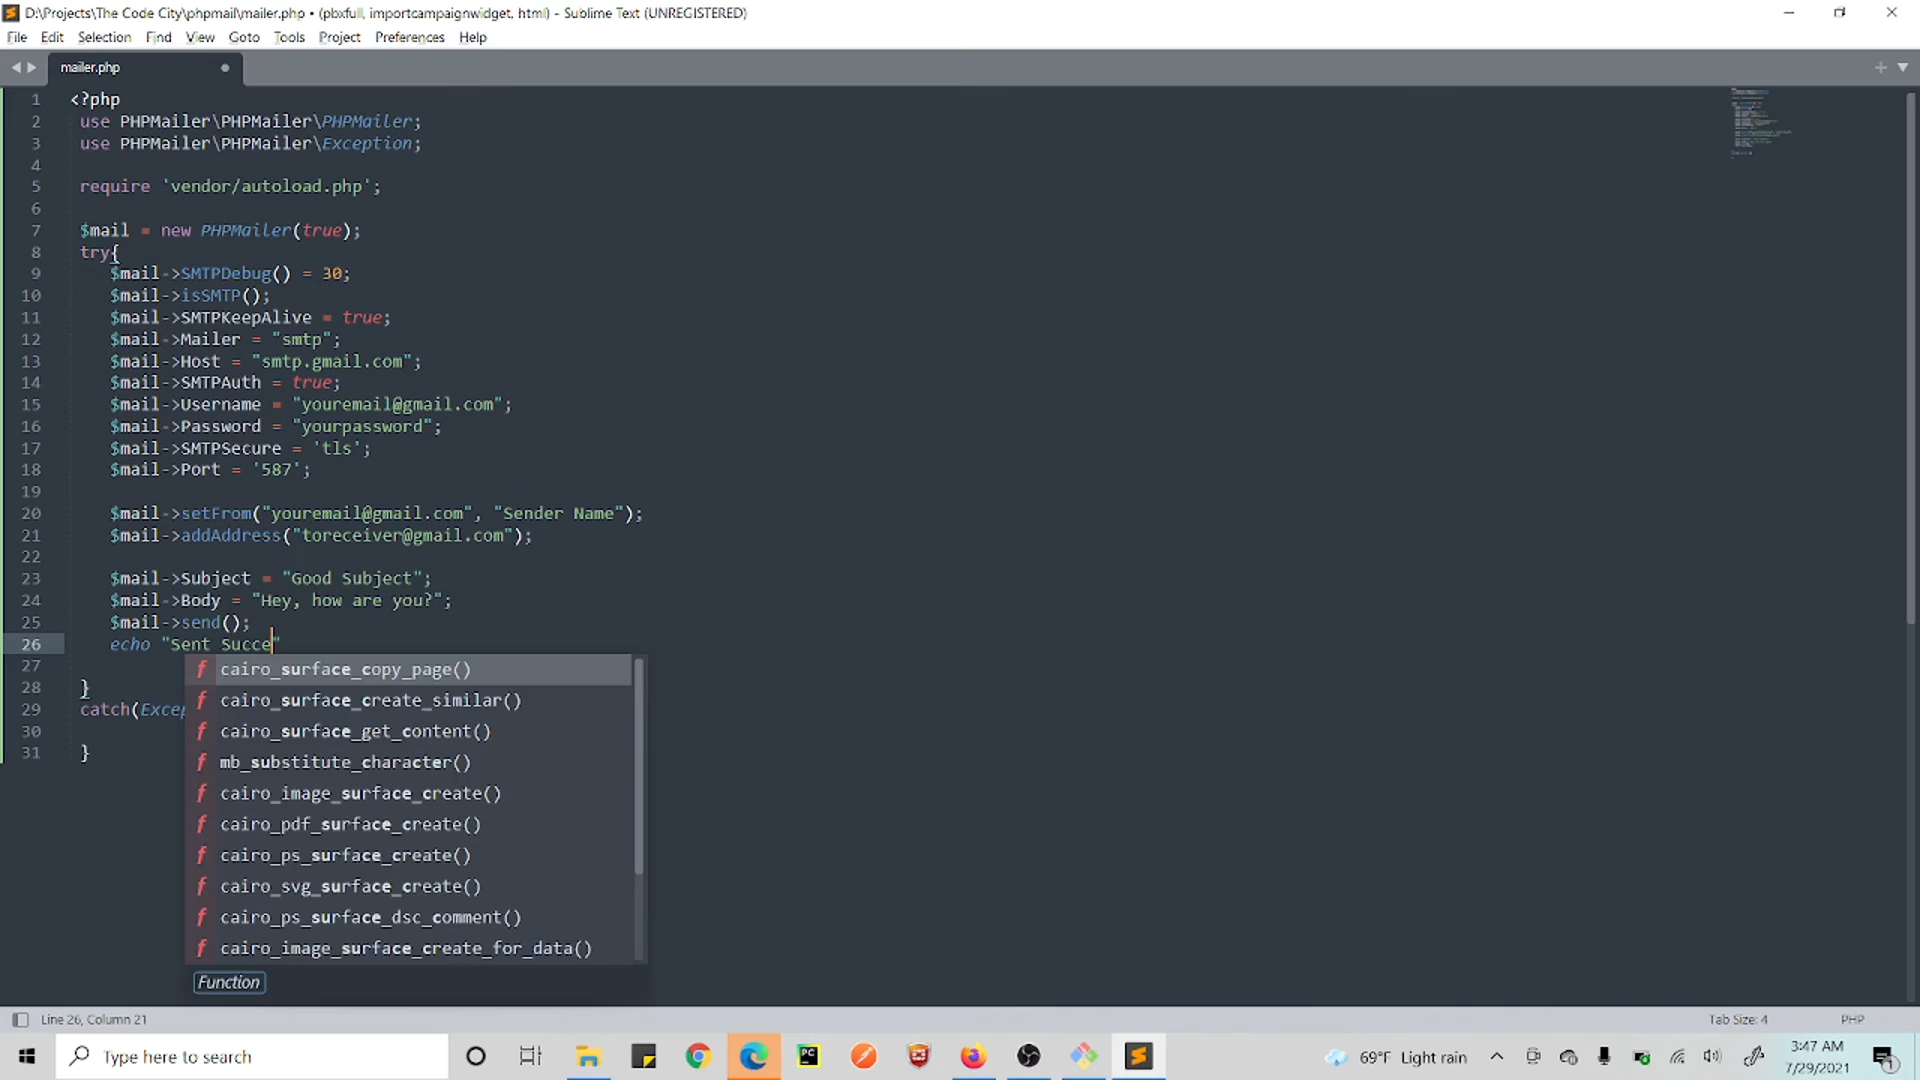 D:\Projects\The Code City\phpmail\mailer.php • (pbxfull, importcampaignwidget, html) - Sublime Text (UNREGISTERED)
File Edit Selection Find View Goto Tools Project Preferences Help
mailer.php
1 <?php
2 use PHPMailer\PHPMailer\PHPMailer;
3 use PHPMailer\PHPMailer\Exception;
4
5 require 'vendor/autoload.php';
6
7 $mail = new PHPMailer(true);
8 try{
9 $mail->SMTPDebug() = 30;
10 $mail->isSMTP();
11 $mail->SMTPKeepAlive = true;
12 $mail->Mailer = "smtp";
13 $mail->Host = "smtp.gmail.com";
14 $mail->SMTPAuth = true;
15 $mail->Username = "youremail@gmail.com";
16 $mail->Password = "yourpassword";
17 $mail->SMTPSecure = 'tls';
18 $mail->Port = '587';
19
20 $mail->setFrom("youremail@gmail.com", "Sender Name");
21 $mail->addAddress("toreceiver@gmail.com");
22
23 $mail->Subject = "Good Subject";
24 $mail->Body = "Hey, how are you?";
25 $mail->send();
26 echo "Sent Succe"
27 f cairo_surface_copy_page()
28 }
f cairo_surface_create_similar()
29 catch(Excep
30 f cairo_surface_get_content()
31 }
f mb_substitute_character()
f cairo_image_surface_create()
f cairo_pdf_surface_create()
f cairo_ps_surface_create()
f cairo_svg_surface_create()
f cairo_ps_surface_dsc_comment()
f cairo_image_surface_create_for_data()
Function
Line 26, Column 21 Tab Size: 4 PHP
Type here to search
PC
69°F Light rain
3:47 AM
7/29/2021
1